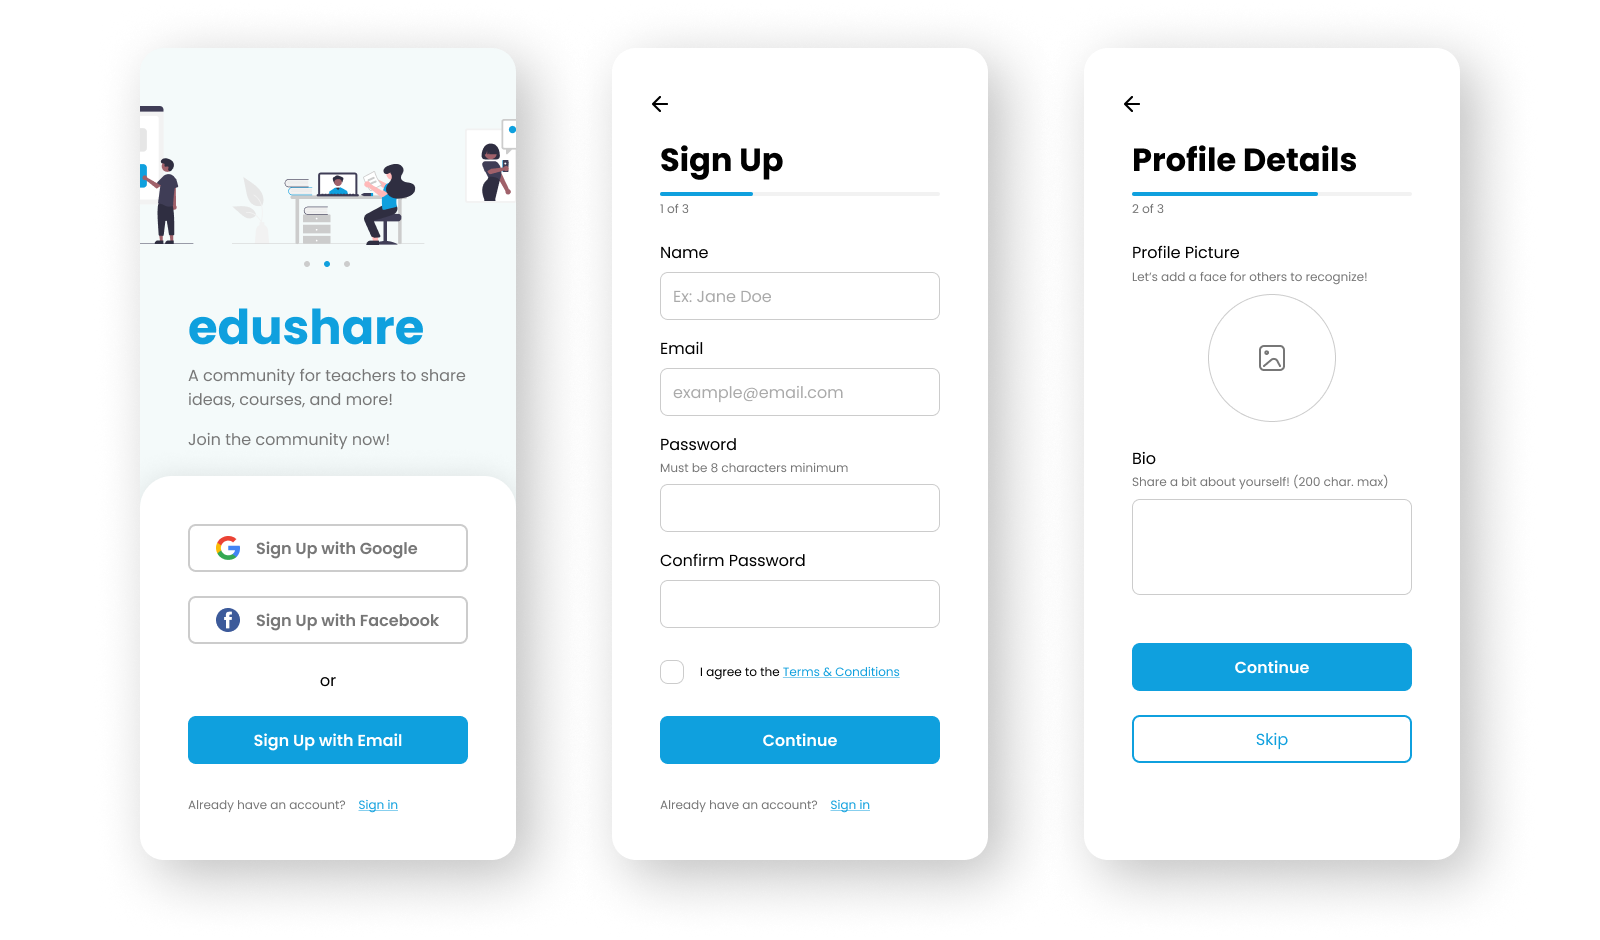 edushare
A community for teachers to share
ideas, courses, and more!
Join the community now!
Sign Up with Google
Sign Up with Facebook
or
Sign Up with Email
Already have an account? Sign in
Sign Up
1 of 3
Name
Ex: Jane Doe
Email
example@email.com
Password
Must be 8 characters minimum
Confirm Password
I agree to the Terms & Conditions
Continue
Already have an account? Sign in
Profile Details
2 of 3
Profile Picture
Let's add a face for others to recognize!
Bio
Share a bit about yourself! (200 char. max)
Continue
Skip